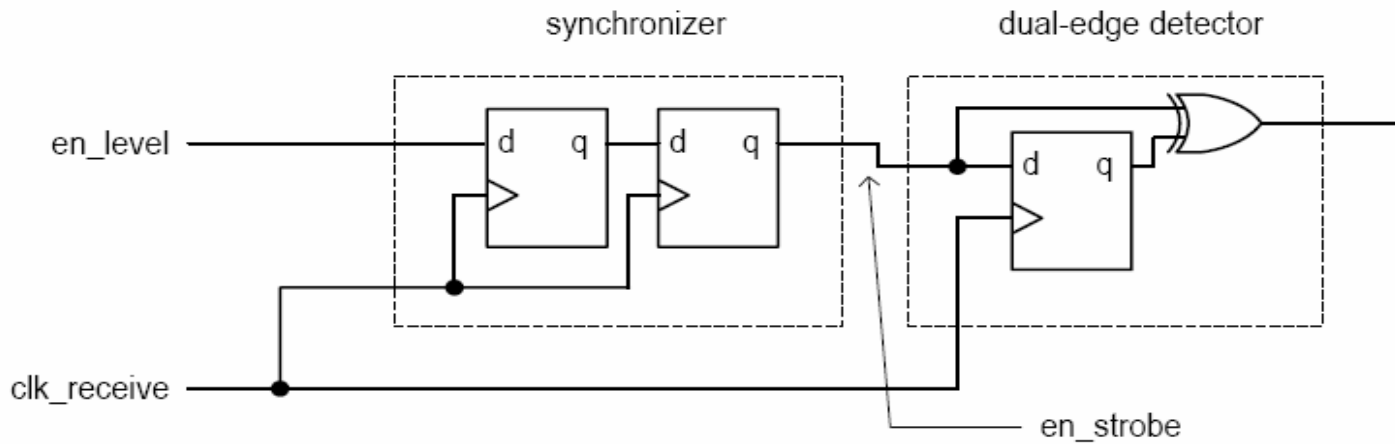 synchronizer
dual-edge detector
en_level
d q
d q
d q
clk_receive
en_strobe